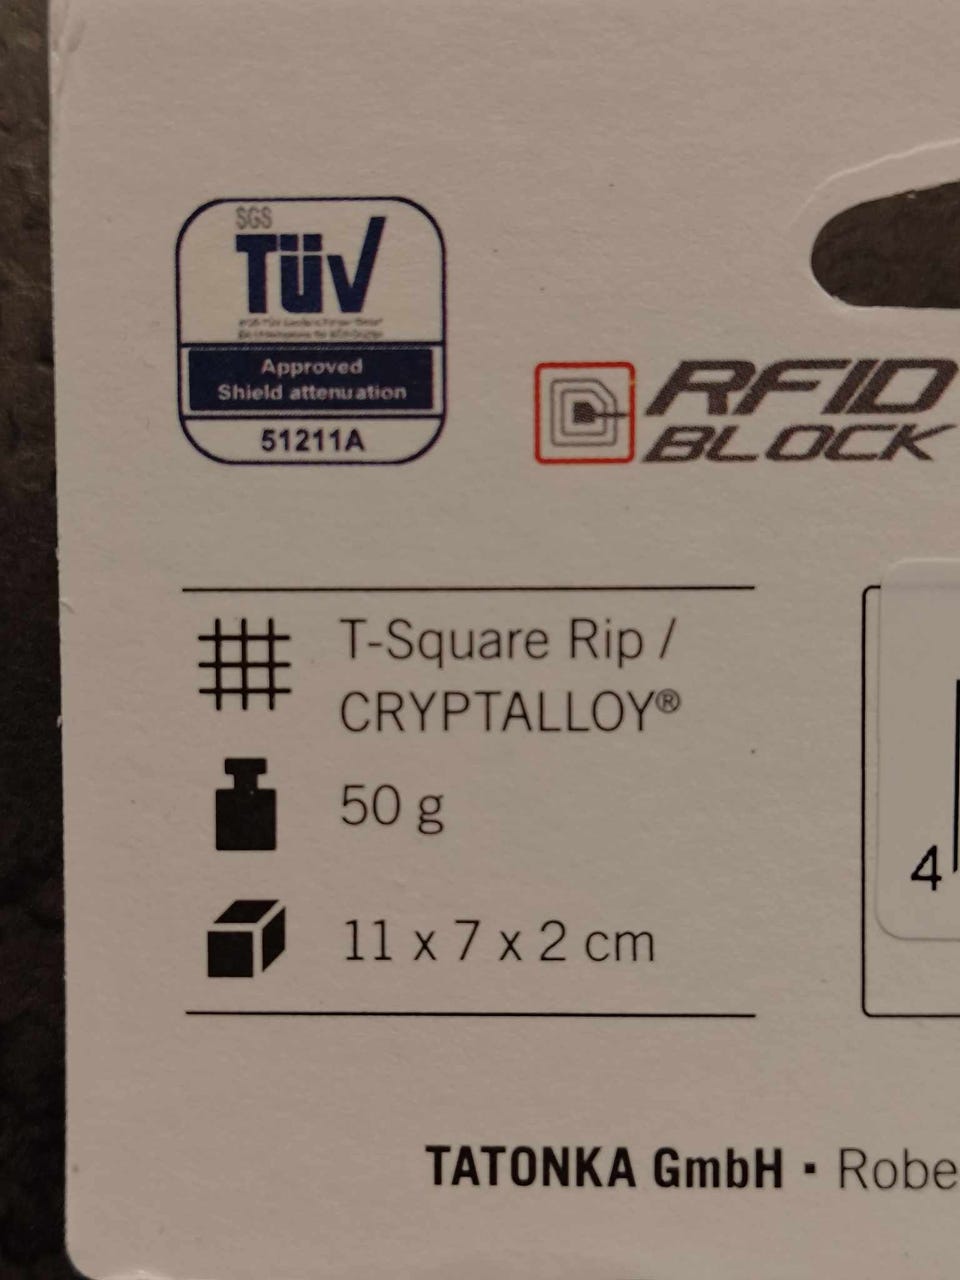 SGS
TÜV
Approved
Shield attenuation
51211A
RFID
BLOCK
T-Square Rip /
CRYPTALLOY®
50 g
11 x 7 x 2 cm
4
TATONKA GmbH ▪ Robe